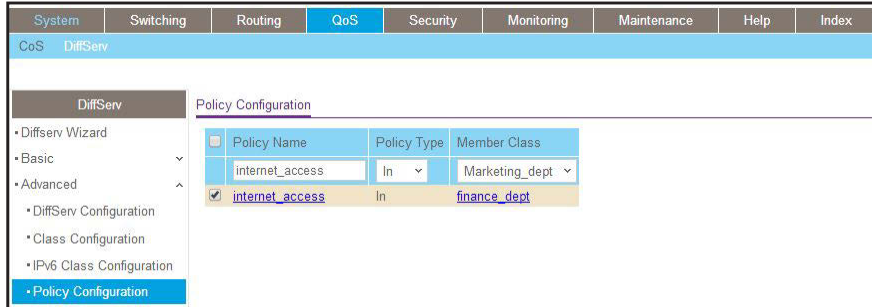 System Switching Routing QoS Security Monitoring Maintenance Help Index
CoS DiffServ
DiffServ
Policy Configuration
Diffserv Wizard
Basic
Advanced
DiffServ Configuration
Class Configuration
IPv6 Class Configuration
Policy Configuration
Policy Name Policy Type Member Class
internet_access In Marketing_dept
internet_access In finance_dept